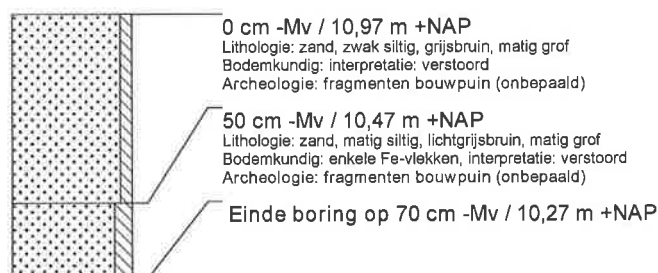 0 cm -Mv / 10,97 m +NAP
Lithologie: zand, zwak siltig, grijsbruin, matig grof
Bodemkundig: interpretatie: verstoord
Archeologie: fragmenten bouwpuin (onbepaald)
50 cm -Mv / 10,47 m +NAP
Lithologie: zand, matig siltig, lichtgrijsbruin, matig grof
Bodemkundig: enkele Fe-vlekken, interpretatie: verstoord
Archeologie: fragmenten bouwpuin (onbepaald)
Einde boring op 70 cm -Mv / 10,27 m +NAP